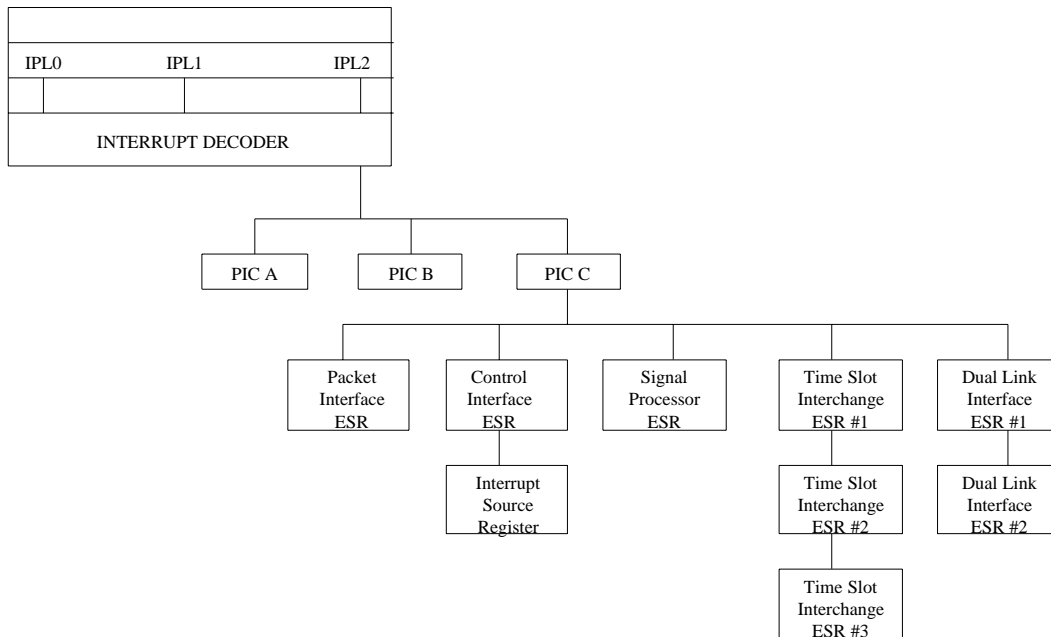 IPL0 IPL1 IPL2
INTERRUPT DECODER
PIC A PIC B PIC C
Packet
Interface
ESR
Control
Interface
ESR
Signal
Processor
ESR
Time Slot
Interchange
ESR #1
Dual Link
Interface
ESR #1
Interrupt
Source
Register
Time Slot
Interchange
ESR #2
Dual Link
Interface
ESR #2
Time Slot
Interchange
ESR #3